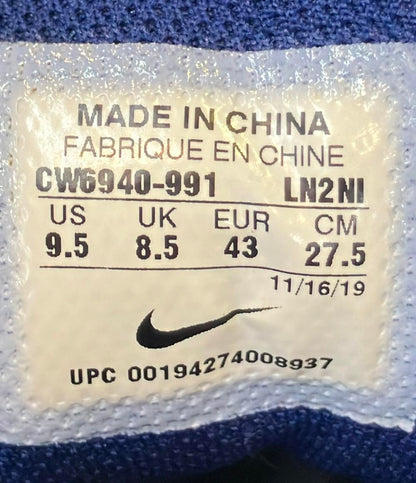 MADE IN CHINA
FABRIQUE EN CHINE
CW6940-991 LN2NI
US UK EUR CM
9.5 8.5 43 27.5
11/16/19
UPC 00194274008937